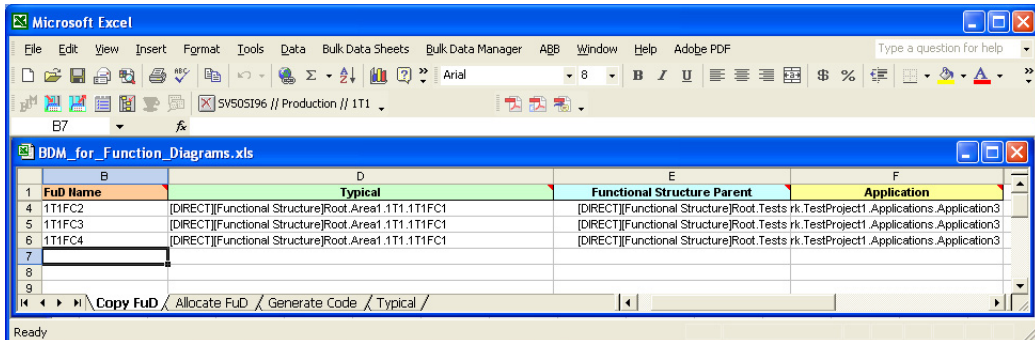 Microsoft Excel
File Edit View Insert Format Tools Data Bulk Data Sheets Bulk Data Manager ABB Window Help Adobe PDF Type a question for help
Arial 8 B I U $ %
SV50SI96 // Production // 1T1
B7 fx
BDM_for_Function_Diagrams.xls
B D E F
1 FuD Name Typical Functional Structure Parent Application
4 1T1FC2 [DIRECT][Functional Structure]Root.Area1.1T1.1T1FC1 [DIRECT][Functional Structure]Root.Tests rk.TestProject1.Applications.Application3
5 1T1FC3 [DIRECT][Functional Structure]Root.Area1.1T1.1T1FC1 [DIRECT][Functional Structure]Root.Tests rk.TestProject1.Applications.Application3
6 1T1FC4 [DIRECT][Functional Structure]Root.Area1.1T1.1T1FC1 [DIRECT][Functional Structure]Root.Tests rk.TestProject1.Applications.Application3
7
8
9
Copy FuD / Allocate FuD / Generate Code / Typical /
Ready